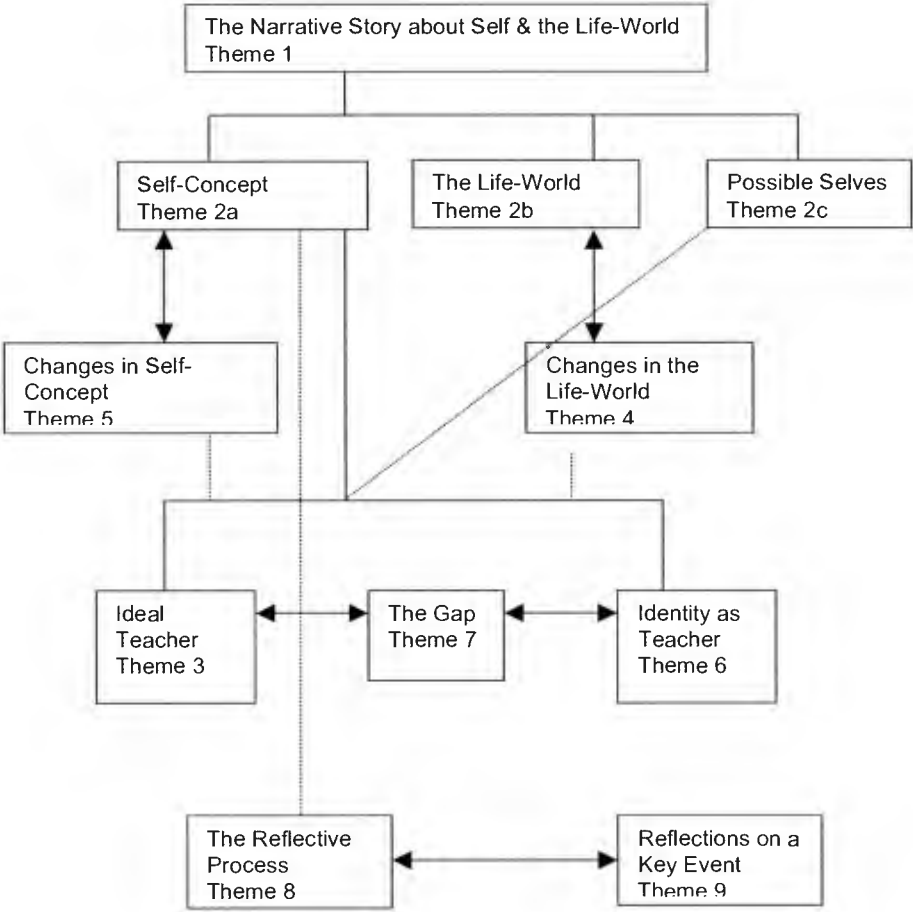 The Narrative Story about Self & the Life-World
Theme 1
Self-Concept
Theme 2a
The Life-World
Theme 2b
Possible Selves
Theme 2c
Changes in Self-
Concept
Theme 5
Changes in the
Life-World
Theme 4
Ideal
Teacher
Theme 3
The Gap
Theme 7
Identity as
Teacher
Theme 6
The Reflective
Process
Theme 8
Reflections on a
Key Event
Theme 9